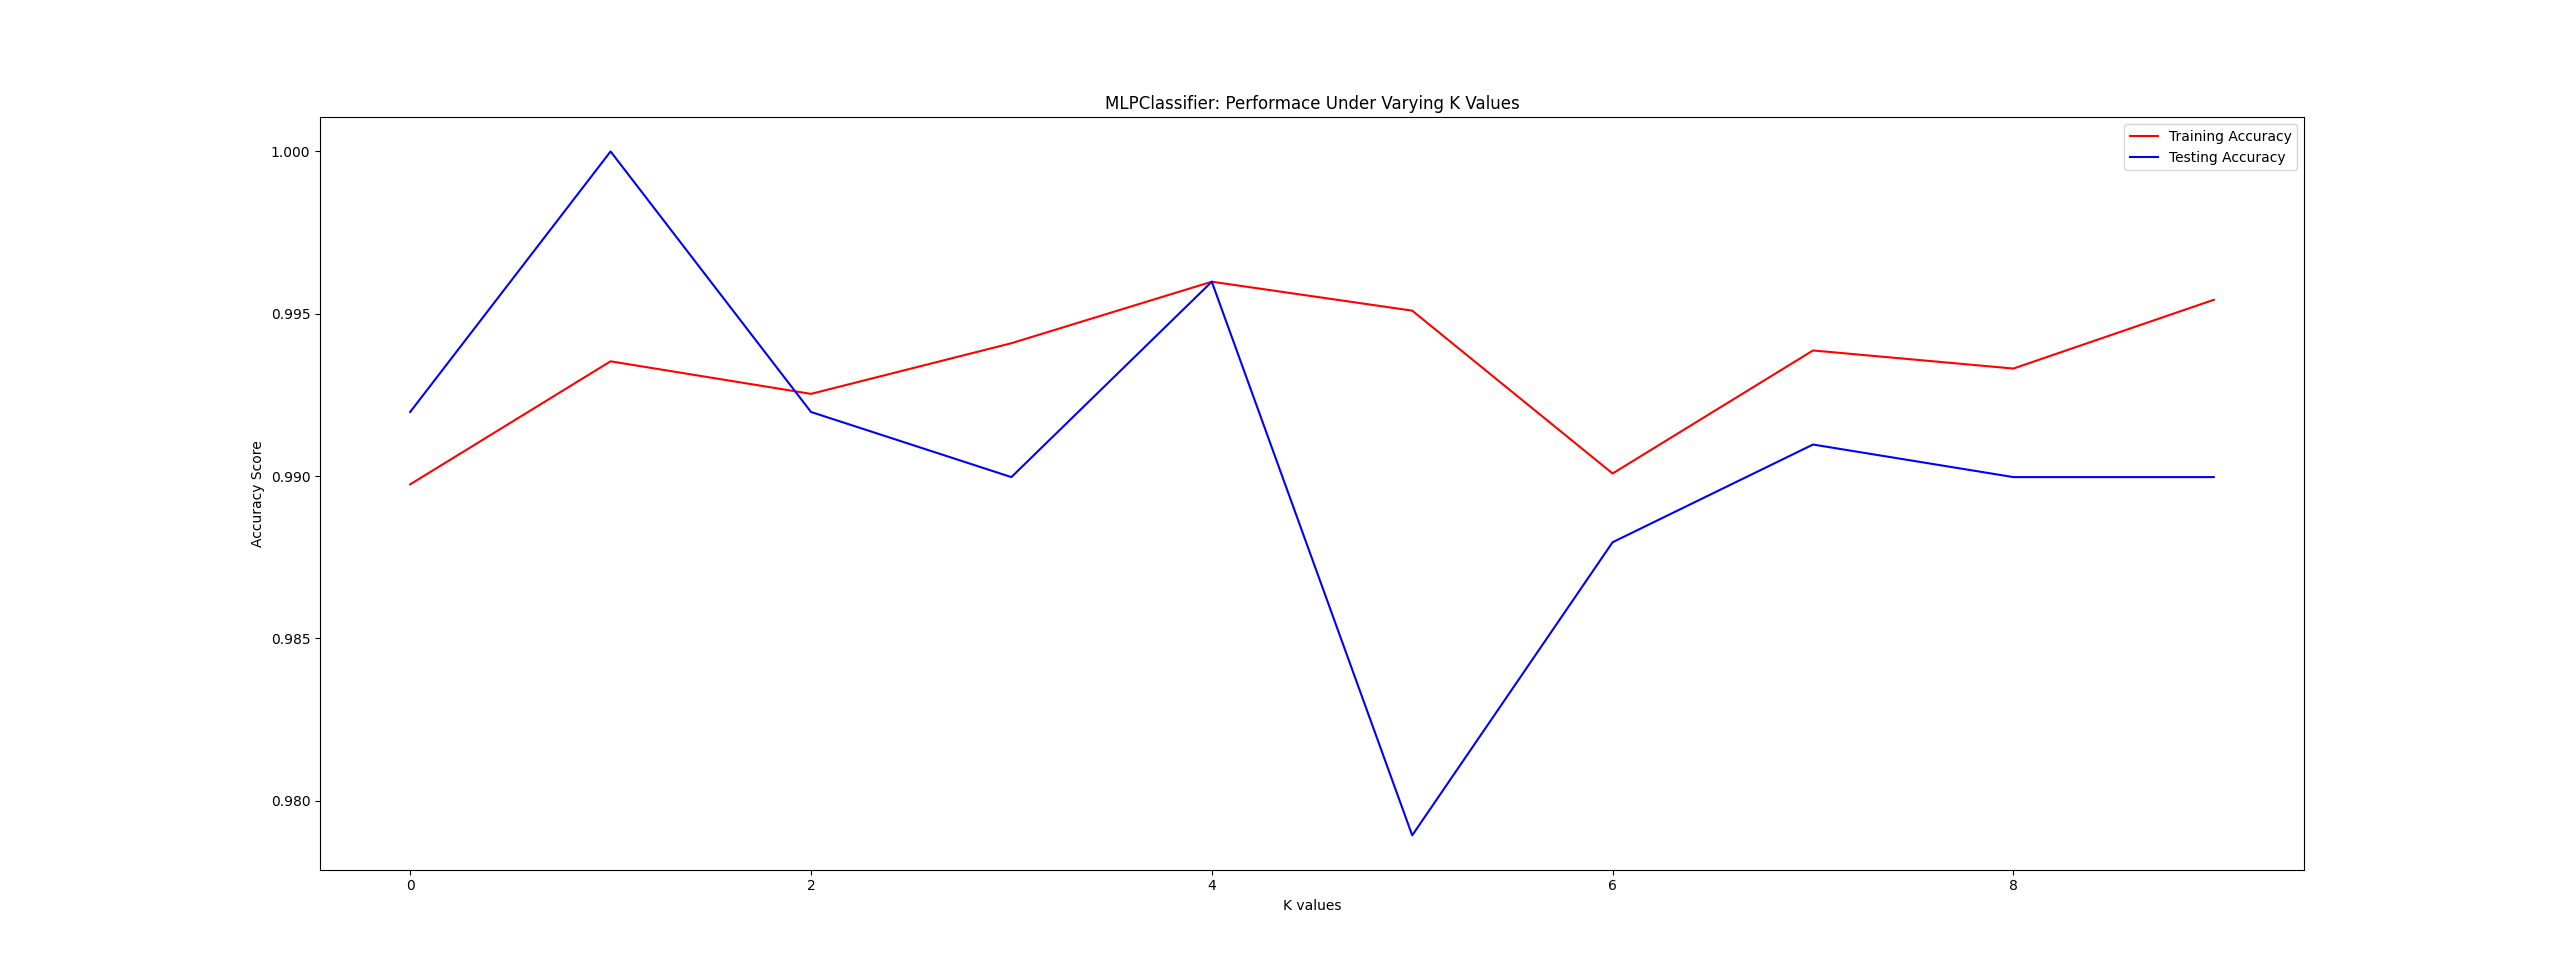 MLPClassifier: Performace Under Varying K Values
Training Accuracy
Testing Accuracy
1.000
0.995
0.990
0.985
0.980
Accuracy Score
0 2 4 6 8
K values